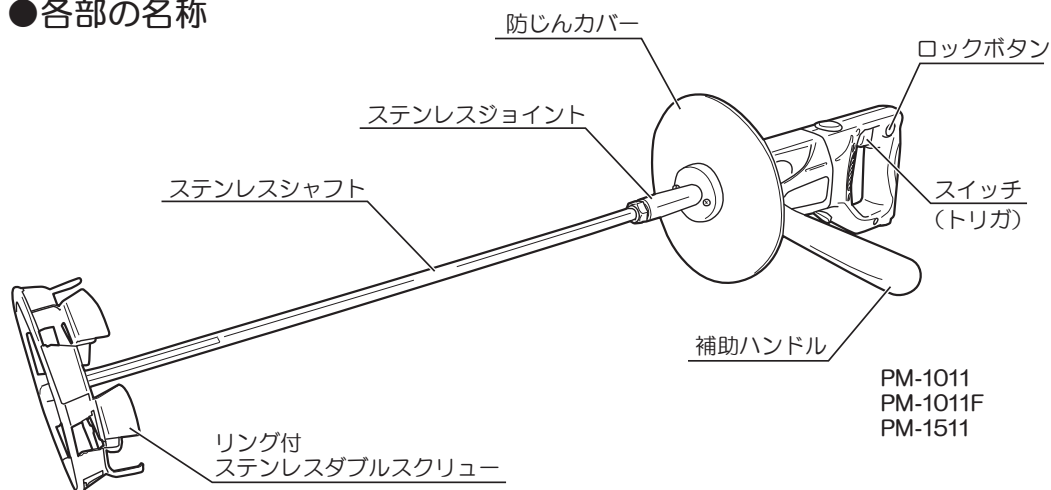 ●各部の名称
防じんカバー
ロックボタン
ステンレスジョイント
ステンレスシャフト
スイッチ
（トリガ）
補助ハンドル
PM-1011
PM-1011F
PM-1511
リング付
ステンレスダブルスクリュー